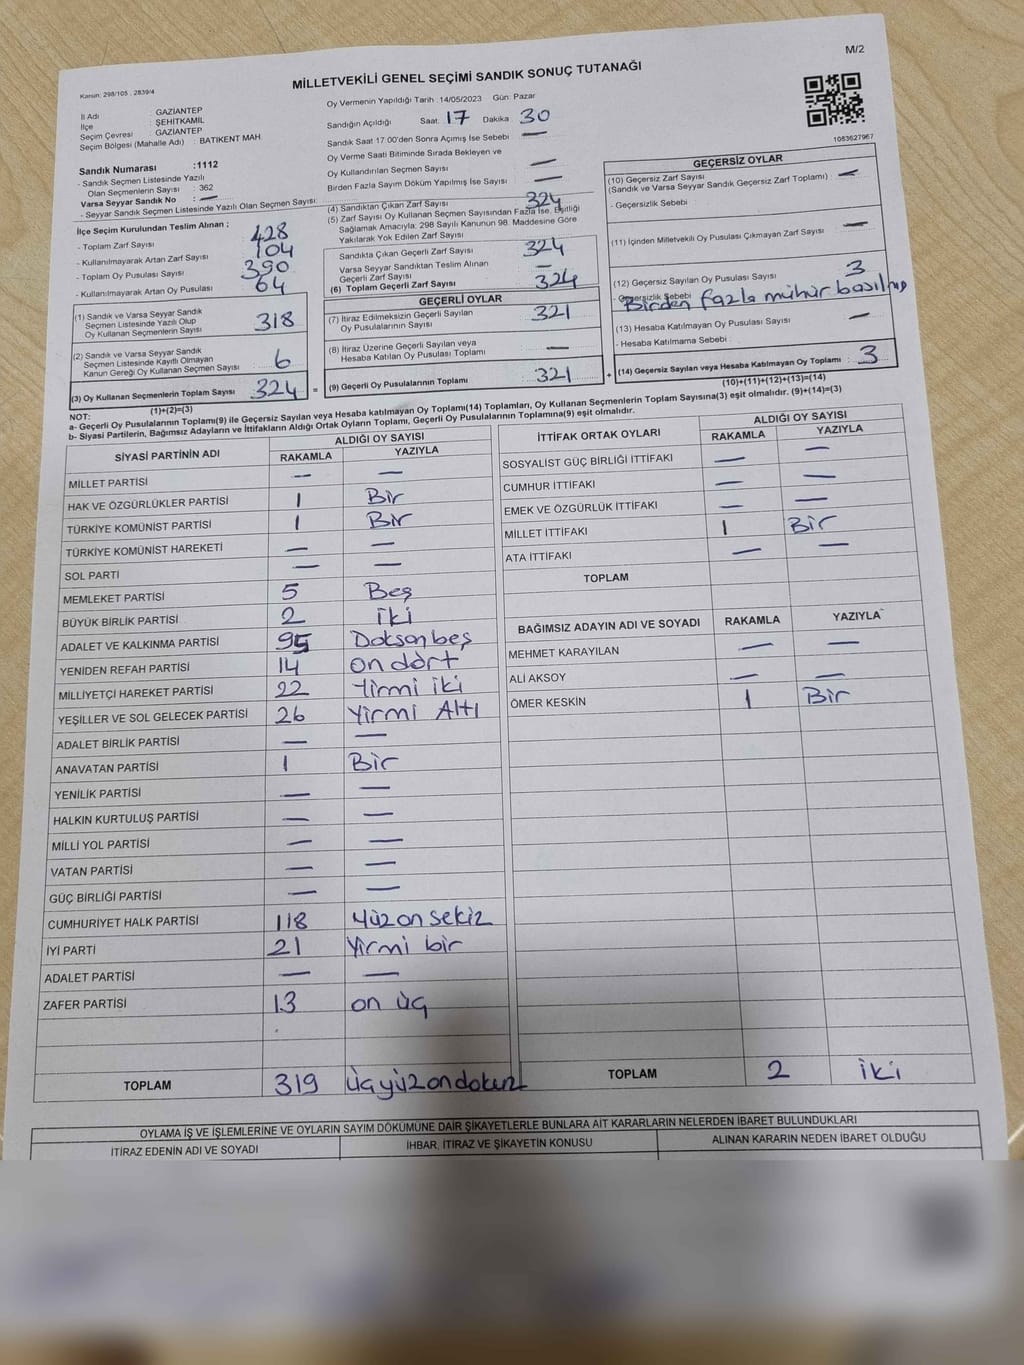 M/2
MİLLETVEKİLİ GENEL SEÇİMİ SANDIK SONUÇ TUTANAĞI
Kanun: 298/105 , 2839/4
İl Adı : GAZİANTEP
İlçe : ŞEHİTKAMİL
Seçim Çevresi : GAZİANTEP
Seçim Bölgesi (Mahalle Adı) : BATIKENT MAH.
Oy Vermenin Yapıldığı Tarih : 14/05/2023 Gün: Pazar
Sandığın Açıldığı Saat: 17 Dakika 30
Sandık Saat 17:00'den Sonra Açımış İse Sebebi —
Oy Verme Saati Bitiminde Sırada Bekleyen ve
Oy Kullandırılan Seçmen Sayısı —
Birden Fazla Sayım Döküm Yapılmış İse Sayısı —
1083627967
Sandık Numarası :1112
- Sandık Seçmen Listesinde Yazılı
Olan Seçmenlerin Sayısı : 362
Varsa Seyyar Sandık No : —
- Seyyar Sandık Seçmen Listesinde Yazılı Olan Seçmen Sayısı:
İlçe Seçim Kurulundan Teslim Alınan ;
- Toplam Zarf Sayısı 428
- Kullanılmayarak Artan Zarf Sayısı 104
- Toplam Oy Pusulası Sayısı 390
- Kullanılmayarak Artan Oy Pusulası 64
(1) Sandık ve Varsa Seyyar Sandık
Seçmen Listesinde Yazılı Olup
Oy Kullanan Seçmenlerin Sayısı 318
(2) Sandık ve Varsa Seyyar Sandık
Seçmen Listesinde Kayıtlı Olmayan
Kanun Gereği Oy Kullanan Seçmen Sayısı : 6
(3) Oy Kullanan Seçmenlerin Toplam Sayısı 324 =
(1)+(2)=(3)
(4) Sandıktan Çıkan Zarf Sayısı 324
(5) Zarf Sayısı Oy Kullanan Seçmen Sayısından Fazla İse, Eşitliği
Sağlamak Amacıyla; 298 Sayılı Kanunun 98. Maddesine Göre
Yakılarak Yok Edilen Zarf Sayısı
Sandıkta Çıkan Geçerli Zarf Sayısı 324
Varsa Seyyar Sandıktan Teslim Alınan
Geçerli Zarf Sayısı —
(6) Toplam Geçerli Zarf Sayısı 324
GEÇERLİ OYLAR
(7) İtiraz Edilmeksizin Geçerli Sayılan
Oy Pusulalarının Sayısı 321
(8) İtiraz Üzerine Geçerli Sayılan veya
Hesaba Katılan Oy Pusulası Toplamı —
(9) Geçerli Oy Pusulalarının Toplamı 321 +
GEÇERSİZ OYLAR
(10) Geçersiz Zarf Sayısı
(Sandık ve Varsa Seyyar Sandık Geçersiz Zarf Toplamı) : —
- Geçersizlik Sebebi :
(11) İçinden Milletvekili Oy Pusulası Çıkmayan Zarf Sayısı —
(12) Geçersiz Sayılan Oy Pusulası Sayısı 3
- Geçersizlik Sebebi : Birden fazla mühür basılmış
(13) Hesaba Katılmayan Oy Pusulası Sayısı —
- Hesaba Katılmama Sebebi :
(14) Geçersiz Sayılan veya Hesaba Katılmayan Oy Toplamı : 3
(10)+(11)+(12)+(13)=(14)
NOT:
a- Geçerli Oy Pusulalarının Toplamı(9) ile Geçersiz Sayılan veya Hesaba katılmayan Oy Toplamı(14) Toplamları, Oy Kullanan Seçmenlerin Toplam Sayısına(3) eşit olmalıdır. (9)+(14)=(3)
b- Siyasi Partilerin, Bağımsız Adayların ve İttifakların Aldığı Ortak Oyların Toplamı, Geçerli Oy Pusulalarının Toplamına(9) eşit olmalıdır.
SİYASİ PARTİNİN ADI ALDIĞI OY SAYISI
RAKAMLA YAZIYLA
MİLLET PARTİSİ — —
HAK VE ÖZGÜRLÜKLER PARTİSİ 1 Bir
TÜRKİYE KOMÜNİST PARTİSİ 1 Bir
TÜRKİYE KOMÜNİST HAREKETİ — —
SOL PARTİ — —
MEMLEKET PARTİSİ 5 Beş
BÜYÜK BİRLİK PARTİSİ 2 iki
ADALET VE KALKINMA PARTİSİ 95 Doksan beş
YENİDEN REFAH PARTİSİ 14 on dört
MİLLİYETÇİ HAREKET PARTİSİ 22 Yirmi iki
YEŞİLLER VE SOL GELECEK PARTİSİ 26 Yirmi Altı
ADALET BİRLİK PARTİSİ — —
ANAVATAN PARTİSİ 1 Bir
YENİLİK PARTİSİ — —
HALKIN KURTULUŞ PARTİSİ — —
MİLLİ YOL PARTİSİ — —
VATAN PARTİSİ — —
GÜÇ BİRLİĞİ PARTİSİ — —
CUMHURİYET HALK PARTİSİ 118 Yüz on sekiz
İYİ PARTİ 21 Yirmi bir
ADALET PARTİSİ — —
ZAFER PARTİSİ 13 on üç
TOPLAM 319 üç yüz on dokuz
İTTİFAK ORTAK OYLARI ALDIĞI OY SAYISI
RAKAMLA YAZIYLA
SOSYALİST GÜÇ BİRLİĞİ İTTİFAKI — —
CUMHUR İTTİFAKI — —
EMEK VE ÖZGÜRLÜK İTTİFAKI — —
MİLLET İTTİFAKI 1 Bir
ATA İTTİFAKI — —
TOPLAM
BAĞIMSIZ ADAYIN ADI VE SOYADI RAKAMLA YAZIYLA
MEHMET KARAYILAN — —
ALİ AKSOY — —
ÖMER KESKİN 1 Bir
TOPLAM 2 iki
OYLAMA İŞ VE İŞLEMLERİNE VE OYLARIN SAYIM DÖKÜMÜNE DAİR ŞİKAYETLERLE BUNLARA AİT KARARLARIN NELERDEN İBARET BULUNDUKLARI
İTİRAZ EDENİN ADI VE SOYADI İHBAR, İTİRAZ VE ŞİKAYETİN KONUSU ALINAN KARARIN NEDEN İBARET OLDUĞU